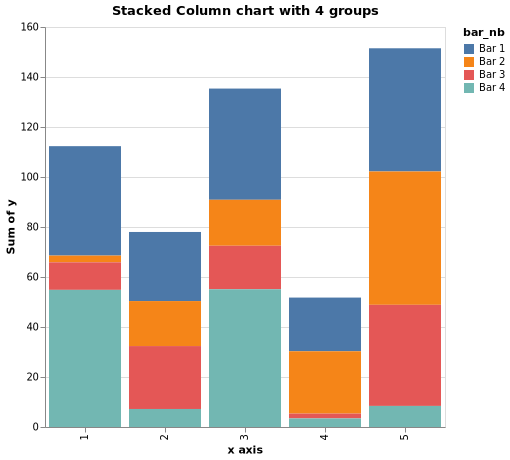 Stacked Column chart with 4 groups
bar_nb
Bar 1
Bar 2
Bar 3
Bar 4
Sum of y
160
140
120
100
80
60
40
20
0
1
2
3
4
5
x axis